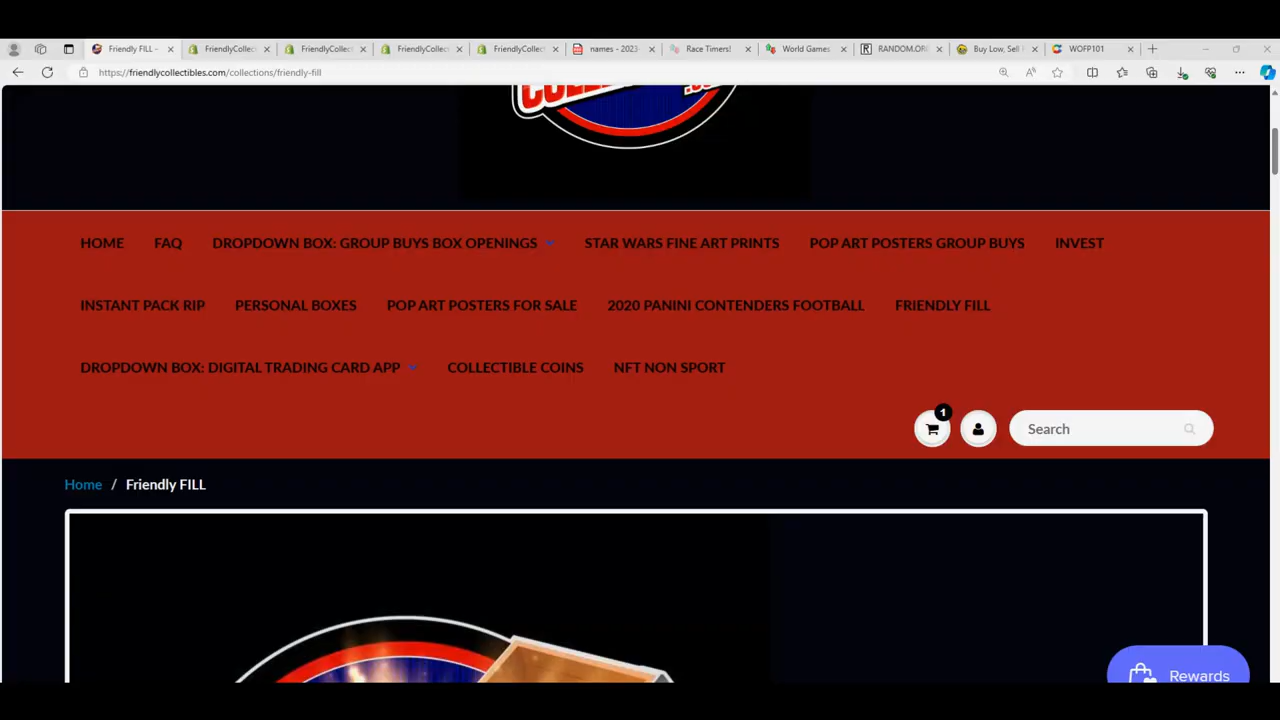 Friendly FILL -
FriendlyCollec
FriendlyCollect
FriendlyCollec
FriendlyCollect
names - 2023-
Race Timers!
World Games
RANDOM.OR
Buy Low, Sell
WOFP101
https://friendlycollectibles.com/collections/friendly-fill
HOME FAQ DROPDOWN BOX: GROUP BUYS BOX OPENINGS STAR WARS FINE ART PRINTS POP ART POSTERS GROUP BUYS INVEST
INSTANT PACK RIP PERSONAL BOXES POP ART POSTERS FOR SALE 2020 PANINI CONTENDERS FOOTBALL FRIENDLY FILL
DROPDOWN BOX: DIGITAL TRADING CARD APP COLLECTIBLE COINS NFT NON SPORT
1
Search
Home / Friendly FILL
Rewards